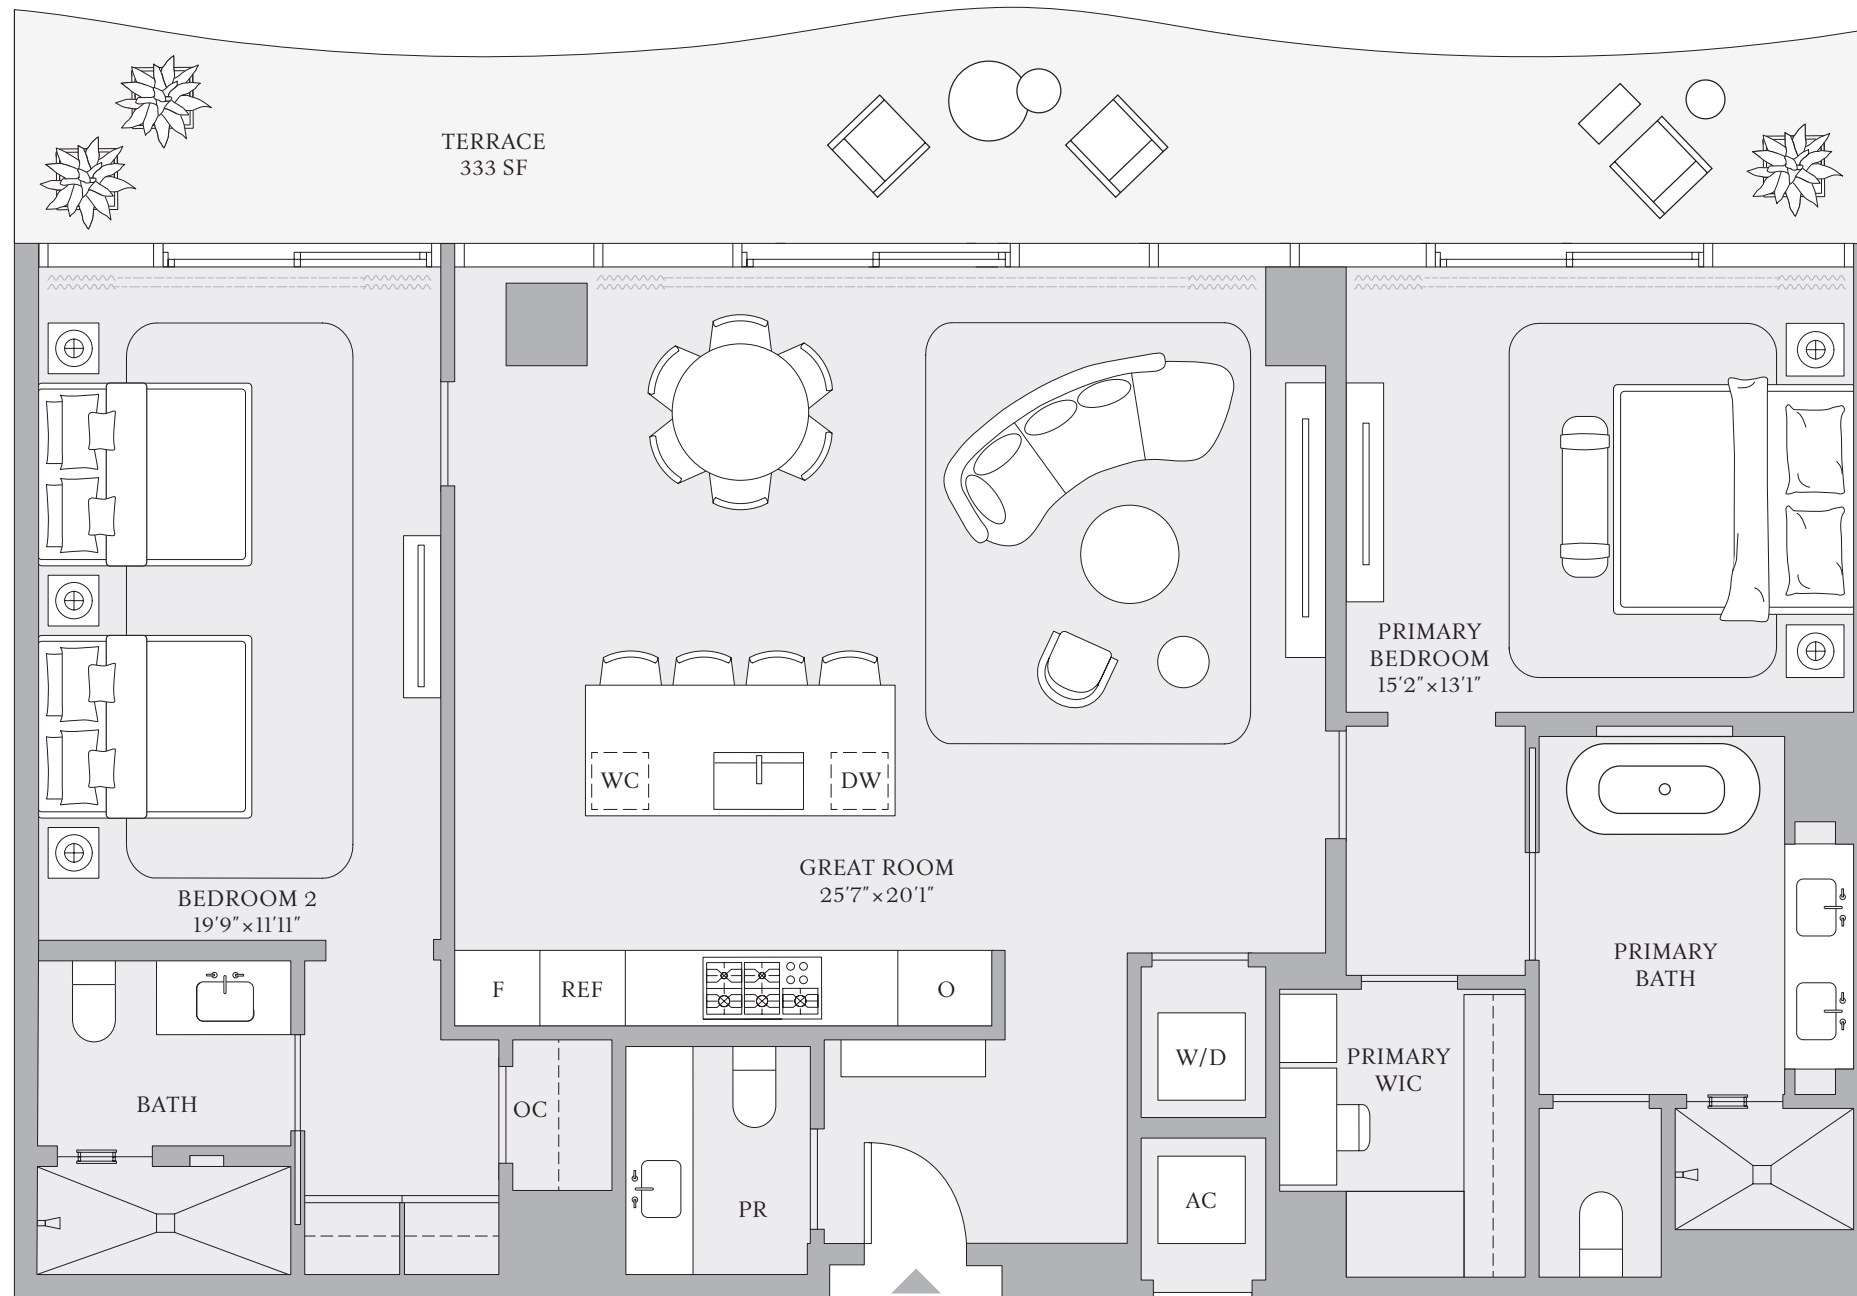 TERRACE
333 SF
PRIMARY
BEDROOM
15'2"×13'1"
WC
DW
GREAT ROOM
25'7"×20'1"
BEDROOM 2
19'9"×11'11"
F
REF
O
PRIMARY
BATH
W/D
PRIMARY
WIC
BATH
OC
PR
AC